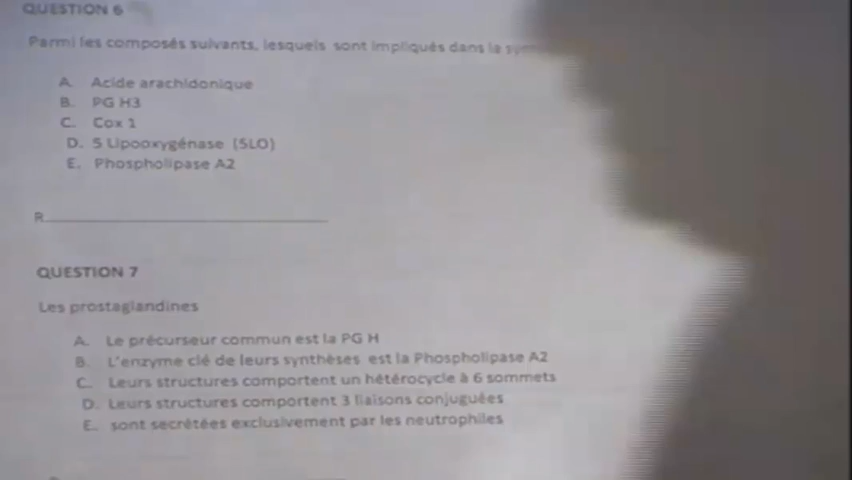 QUESTION 6
Parmi les composés suivants, lesquels sont impliqués dans la
A. Acide arachidonique
B. PG H3
C. Cox 1
D. 5 Lipooxygénase (5LO)
E. Phospholipase A2
R
QUESTION 7
Les prostaglandines
A. Le précurseur commun est la PG H
B. L'enzyme clé de leurs synthèses est la Phospholipase A2
C. Leurs structures comportent un hétérocycle à 6 sommets
D. Leurs structures comportent 3 liaisons conjuguées
E. sont secrétées exclusivement par les neutrophiles